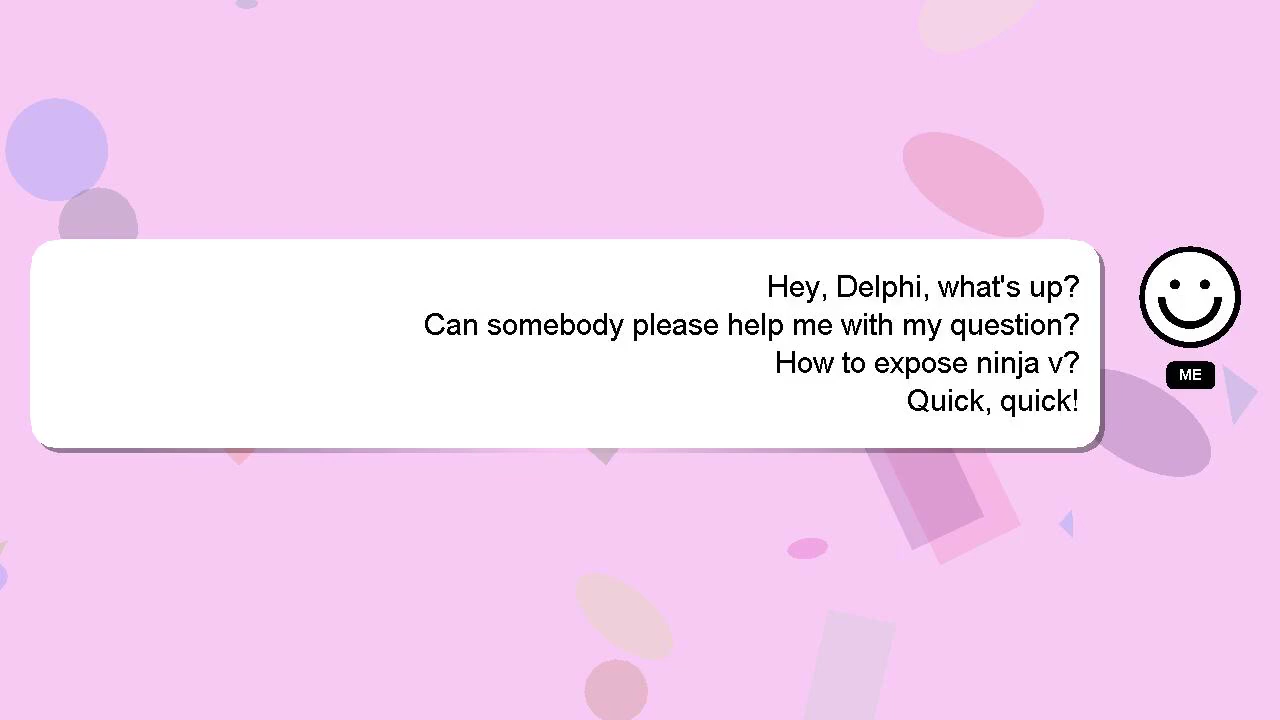 Hey, Delphi, what's up?
Can somebody please help me with my question?
How to expose ninja v?
Quick, quick!
ME